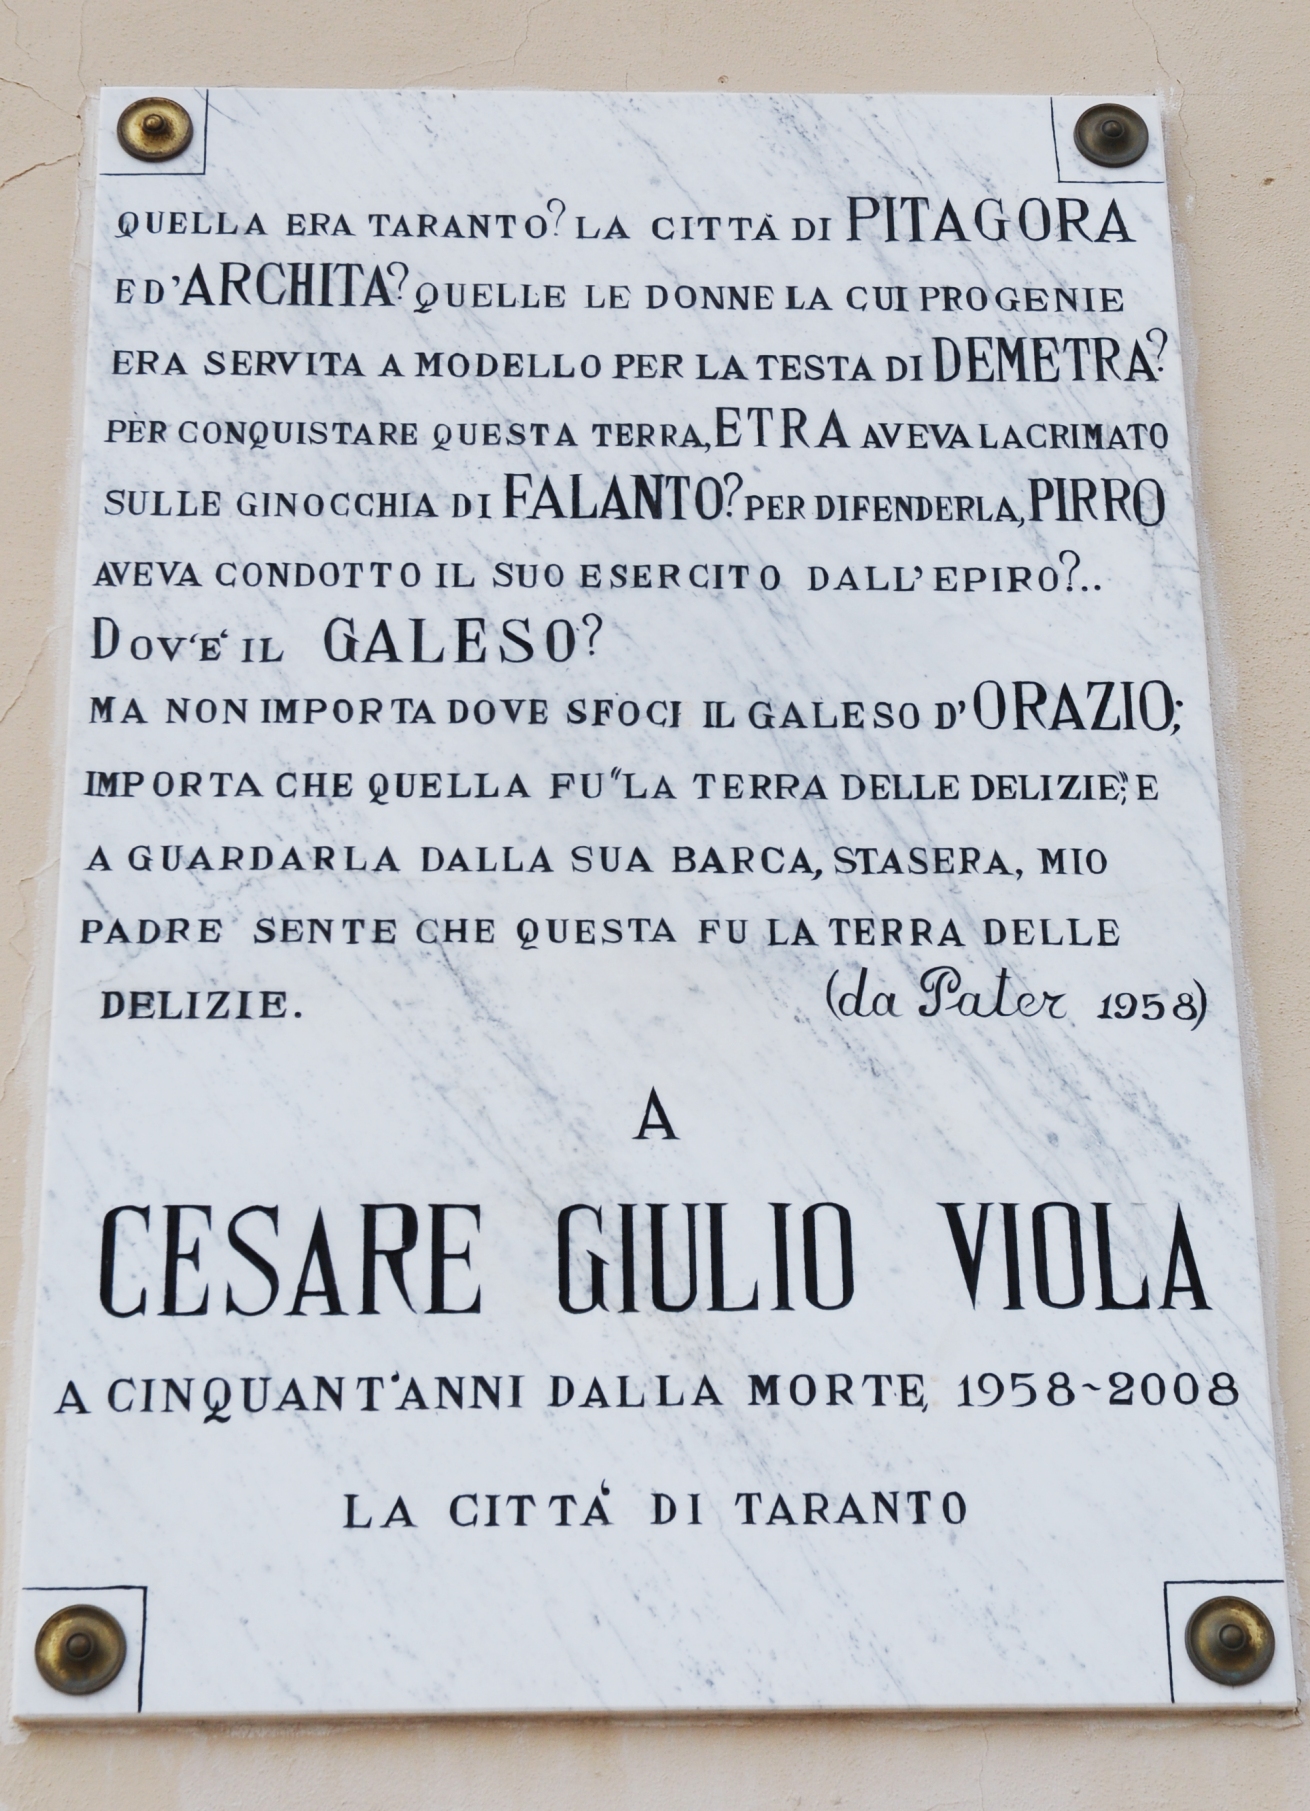 QUELLA ERA TARANTO? LA CITTÀ DI PITAGORA
ED'ARCHITA? QUELLE LE DONNE LA CUI PROGENIE
ERA SERVITA A MODELLO PER LA TESTA DI DEMETRA?
PER CONQUISTARE QUESTA TERRA, ETRA AVEVA LACRIMATO
SULLE GINOCCHIA DI FALANTO? PER DIFENDERLA, PIRRO
AVEVA CONDOTTO IL SUO ESERCITO DALL'EPIRO?..
DOV'E' IL GALESO?
MA NON IMPORTA DOVE SFOCI IL GALESO D'ORAZIO;
IMPORTA CHE QUELLA FU "LA TERRA DELLE DELIZIE"; E
A GUARDARLA DALLA SUA BARCA, STASERA, MIO
PADRE SENTE CHE QUESTA FU LA TERRA DELLE
DELIZIE. (da Pater 1958)
A
CESARE GIULIO VIOLA
A CINQUANT'ANNI DALLA MORTE, 1958~2008
LA CITTA' DI TARANTO